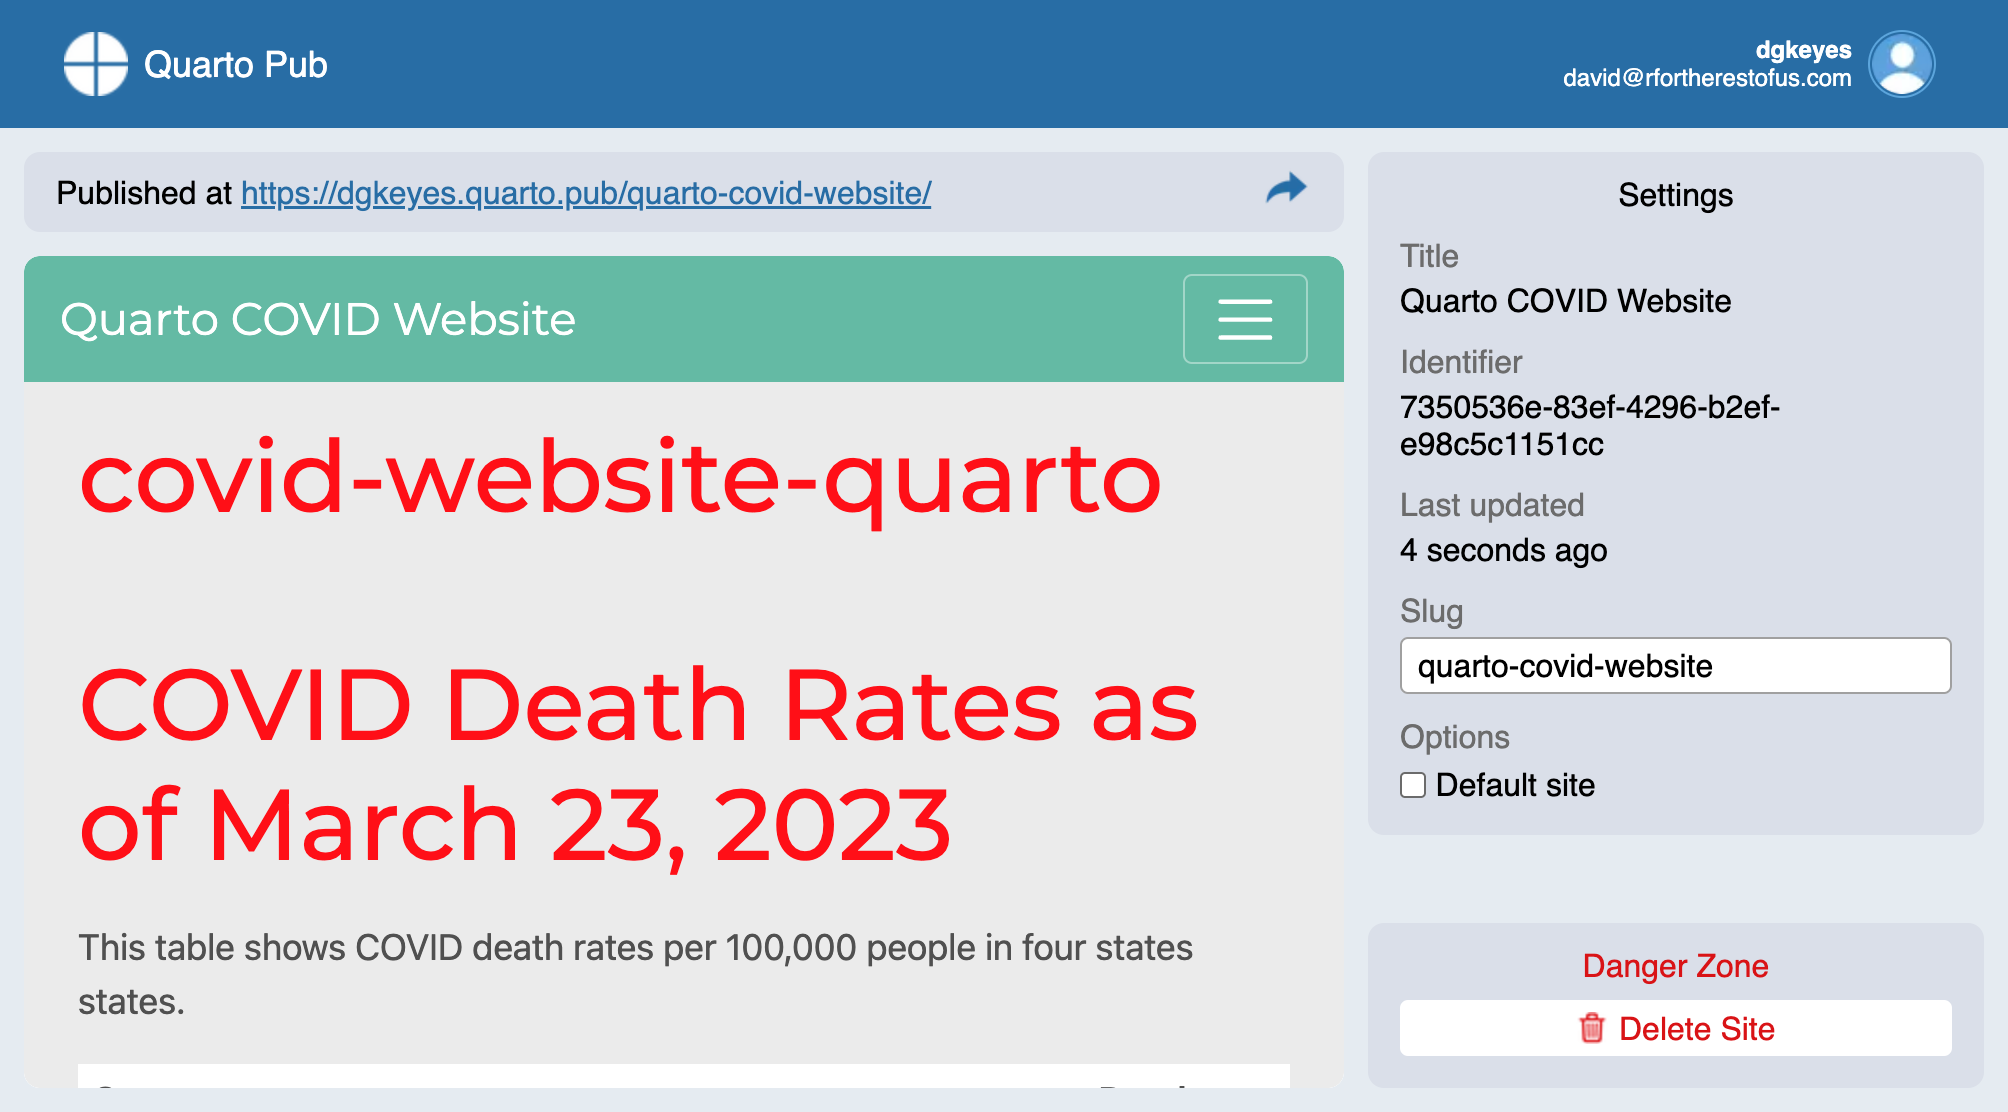 Quarto Pub
dgkeyes
david@rfortherestofus.com
Published at https://dgkeyes.quarto.pub/quarto-covid-website/
Quarto COVID Website
covid-website-quarto
COVID Death Rates as
of March 23, 2023
This table shows COVID death rates per 100,000 people in four states
states.
Settings
Title
Quarto COVID Website
Identifier
7350536e-83ef-4296-b2ef-
e98c5c1151cc
Last updated
4 seconds ago
Slug
quarto-covid-website
Options
Default site
Danger Zone
Delete Site